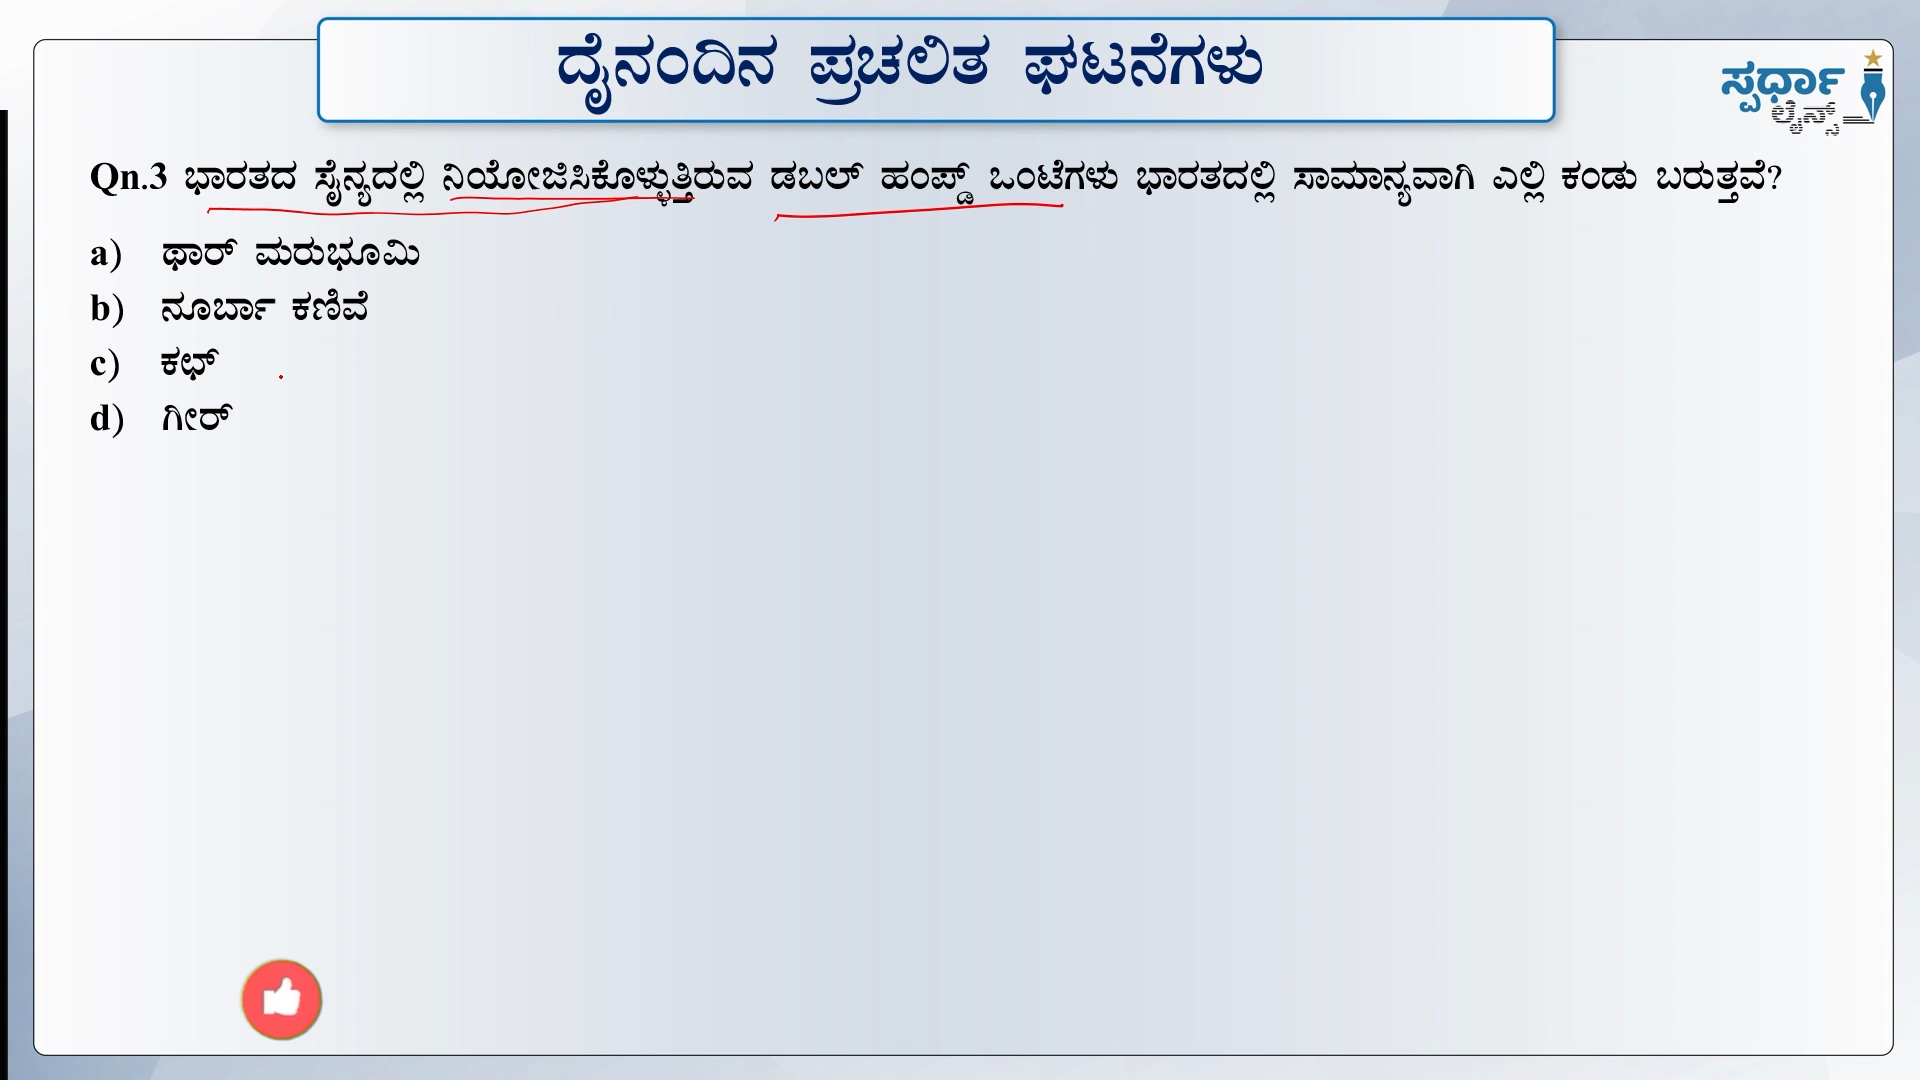 ದೈನಂದಿನ ಪ್ರಚಲಿತ ಘಟನೆಗಳು
ಸ್ಪರ್ಧಾ
ಲೈನ್ಸ್
Qn.3 ಭಾರತದ ಸೈನ್ಯದಲ್ಲಿ ನಿಯೋಜಿಸಿಕೊಳ್ಳುತ್ತಿರುವ ಡಬಲ್ ಹಂಪ್ಡ್ ಒಂಟೆಗಳು ಭಾರತದಲ್ಲಿ ಸಾಮಾನ್ಯವಾಗಿ ಎಲ್ಲಿ ಕಂಡು ಬರುತ್ತವೆ?
a) ಥಾರ್ ಮರುಭೂಮಿ
b) ನೂರ್ಬಾ ಕಣಿವೆ
c) ಕಛ್
d) ಗೀರ್